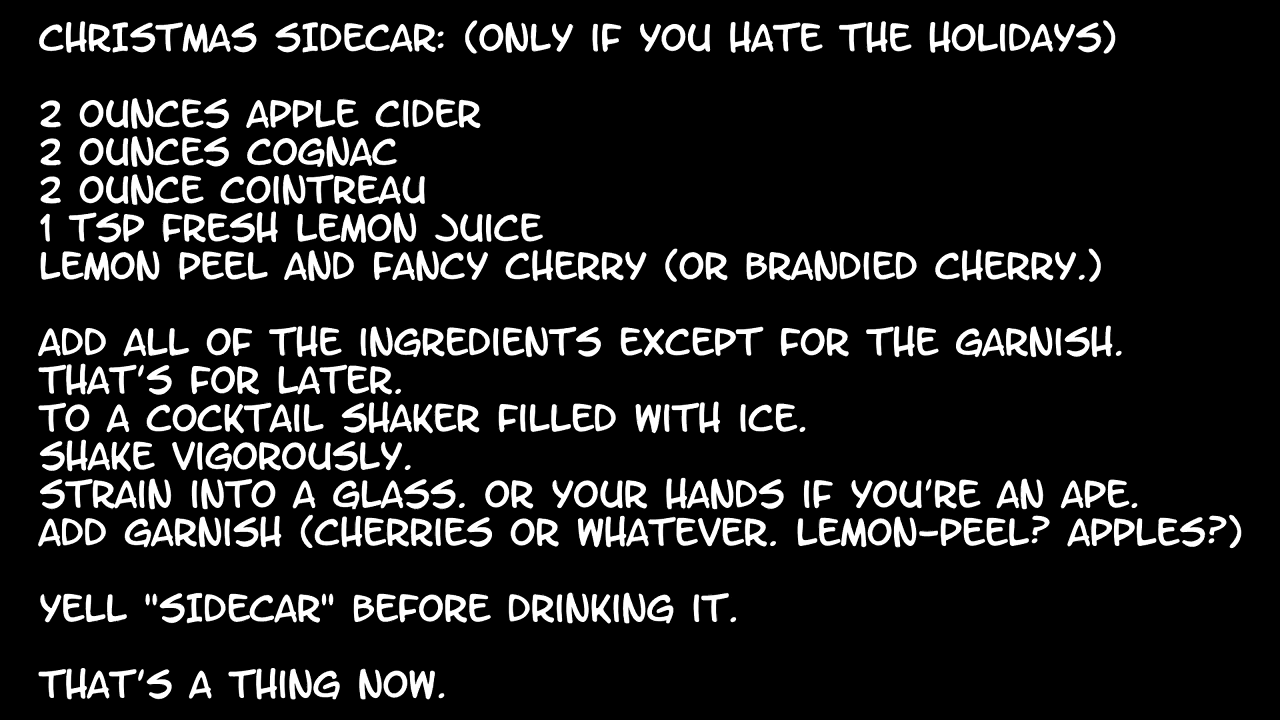 CHRISTMAS SIDECAR: (ONLY IF YOU HATE THE HOLIDAYS)
2 OUNCES APPLE CIDER
2 OUNCES COGNAC
2 OUNCE COINTREAU
1 TSP FRESH LEMON JUICE
LEMON PEEL AND FANCY CHERRY (OR BRANDIED CHERRY.)
ADD ALL OF THE INGREDIENTS EXCEPT FOR THE GARNISH.
THAT'S FOR LATER.
TO A COCKTAIL SHAKER FILLED WITH ICE.
SHAKE VIGOROUSLY.
STRAIN INTO A GLASS. OR YOUR HANDS IF YOU'RE AN APE.
ADD GARNISH (CHERRIES OR WHATEVER. LEMON-PEEL? APPLES?)
YELL "SIDECAR" BEFORE DRINKING IT.
THAT'S A THING NOW.